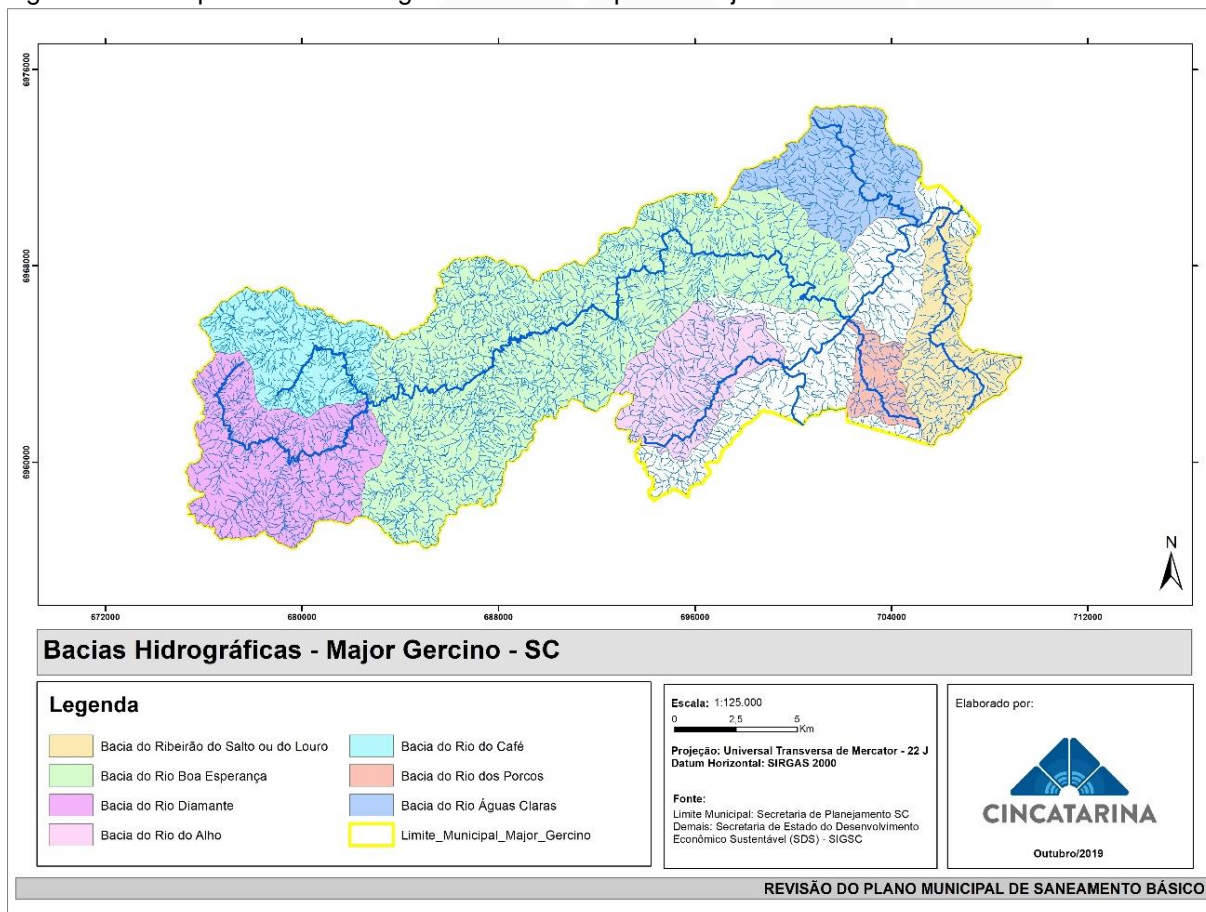 6976000
6968000
6960000
672000 680000 688000 696000 704000 712000
N
Bacias Hidrográficas - Major Gercino - SC
Legenda
Bacia do Ribeirão do Salto ou do Louro
Bacia do Rio Boa Esperança
Bacia do Rio Diamante
Bacia do Rio do Alho
Bacia do Rio do Café
Bacia do Rio dos Porcos
Bacia do Rio Águas Claras
Limite_Municipal_Major_Gercino
Escala: 1:125.000
0 2,5 5
Km
Projeção: Universal Transversa de Mercator - 22 J
Datum Horizontal: SIRGAS 2000
Fonte:
Limite Municipal: Secretaria de Planejamento SC
Demais: Secretaria de Estado do Desenvolvimento
Econômico Sustentável (SDS) - SIGSC
Elaborado por:
CINCATARINA
Outubro/2019
REVISÃO DO PLANO MUNICIPAL DE SANEAMENTO BÁSICO